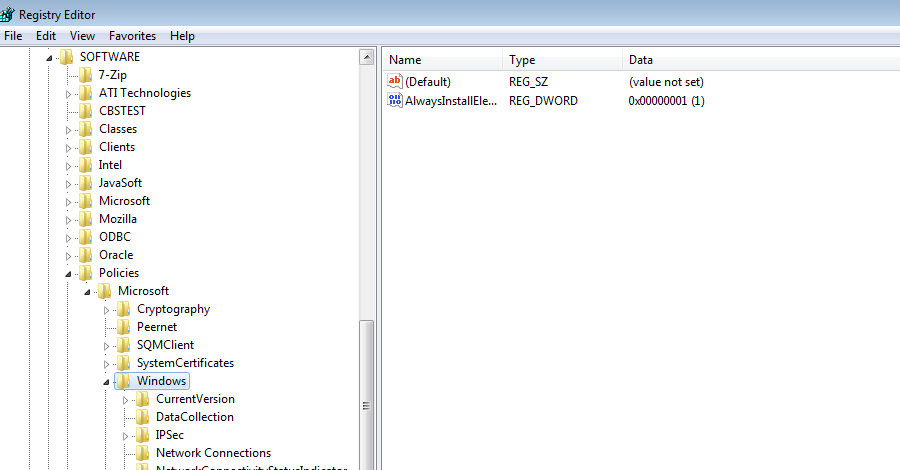 Registry Editor
File Edit View Favorites Help
SOFTWARE
7-Zip
ATI Technologies
CBSTEST
Classes
Clients
Intel
JavaSoft
Microsoft
Mozilla
ODBC
Oracle
Policies
Microsoft
Cryptography
Peernet
SQMClient
SystemCertificates
Windows
CurrentVersion
DataCollection
IPSec
Network Connections
NetworkConnectivityStatusIndicator
Name Type Data
ab (Default) REG_SZ (value not set)
AlwaysInstallEle... REG_DWORD 0x00000001 (1)